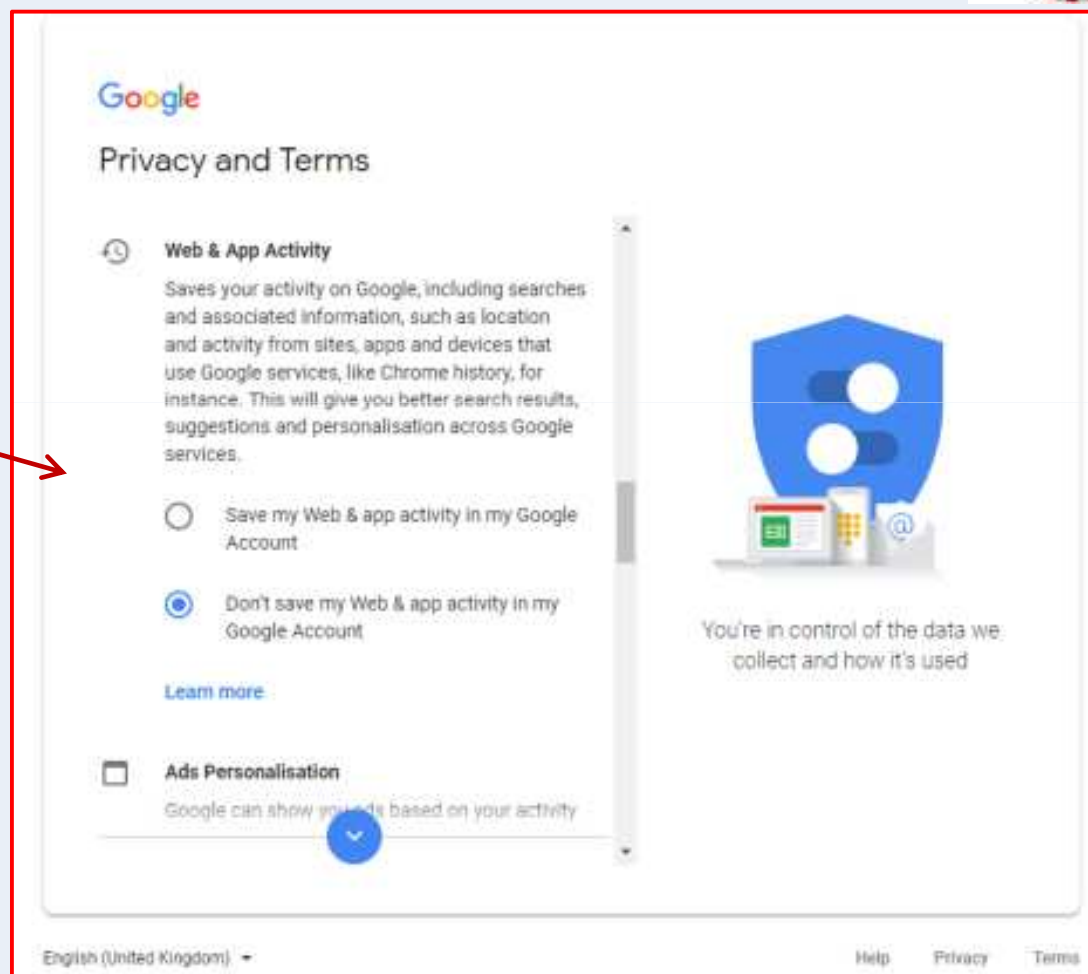 Google
Privacy and Terms
Web & App Activity
Saves your activity on Google, including searches
and associated information, such as location
and activity from sites, apps and devices that
use Google services, like Chrome history, for
instance. This will give you better search results,
suggestions and personalisation across Google
services.
Save my Web & app activity in my Google
Account
Don't save my Web & app activity in my
Google Account
Learn more
Ads Personalisation
Google can show you ads based on your activity
@
You're in control of the data we
collect and how it's used
English (United Kingdom)
Help Privacy Terms